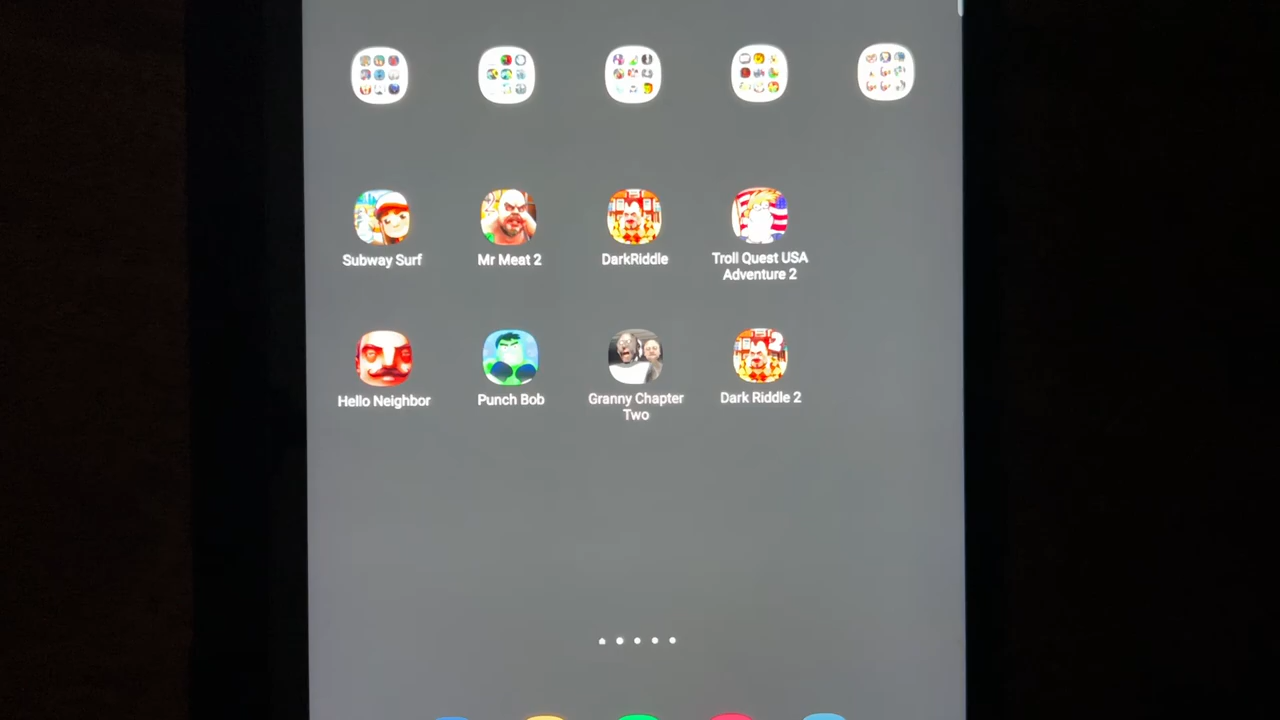 Subway Surf
Mr Meat 2
DarkRiddle
Troll Quest USA
Adventure 2
Hello Neighbor
Punch Bob
Granny Chapter
Two
2
Dark Riddle 2